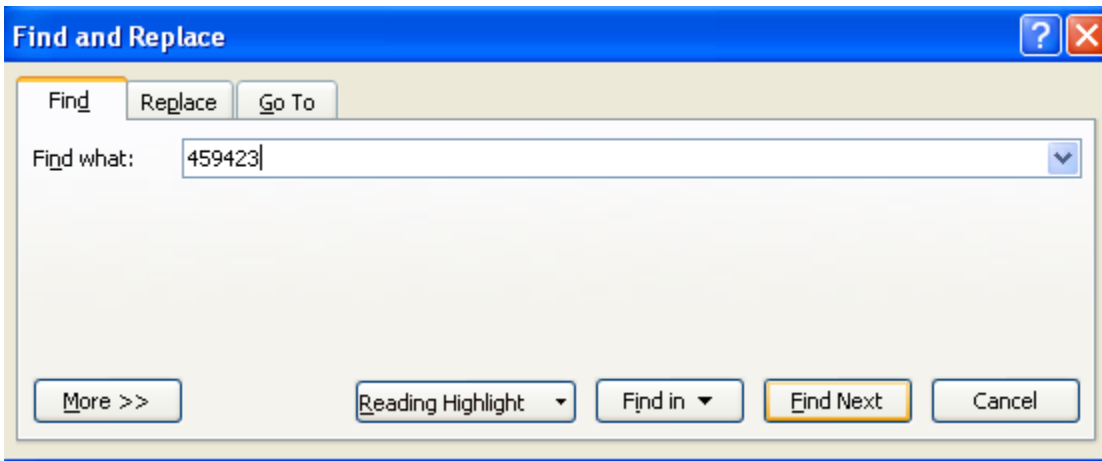 Find and Replace
Find Replace Go To
Find what: 459423
More >> Reading Highlight Find in Find Next Cancel